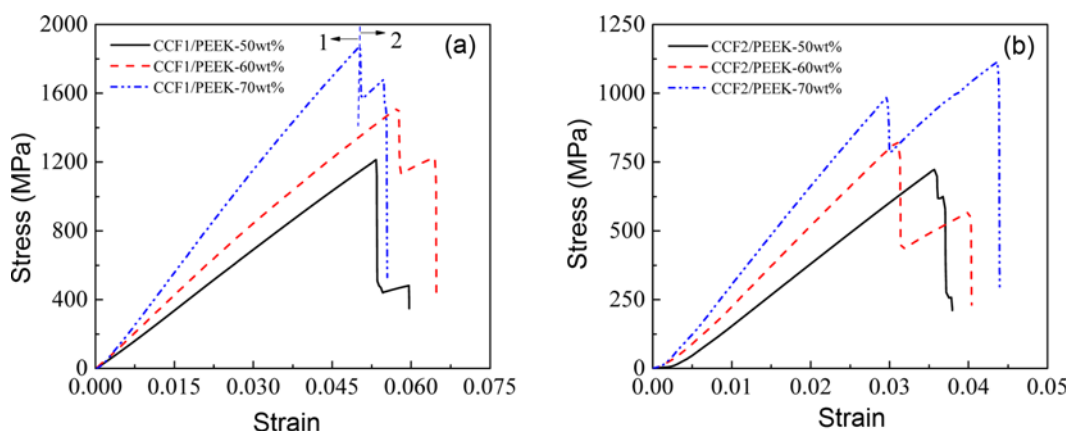 2000
1600
1200
800
400
0
Stress (MPa)
CCF1/PEEK-50wt%
CCF1/PEEK-60wt%
CCF1/PEEK-70wt%
1 2
(a)
0.000 0.015 0.030 0.045 0.060 0.075
Strain
1250
1000
750
500
250
0
Stress (MPa)
CCF2/PEEK-50wt%
CCF2/PEEK-60wt%
CCF2/PEEK-70wt%
(b)
0.00 0.01 0.02 0.03 0.04 0.05
Strain